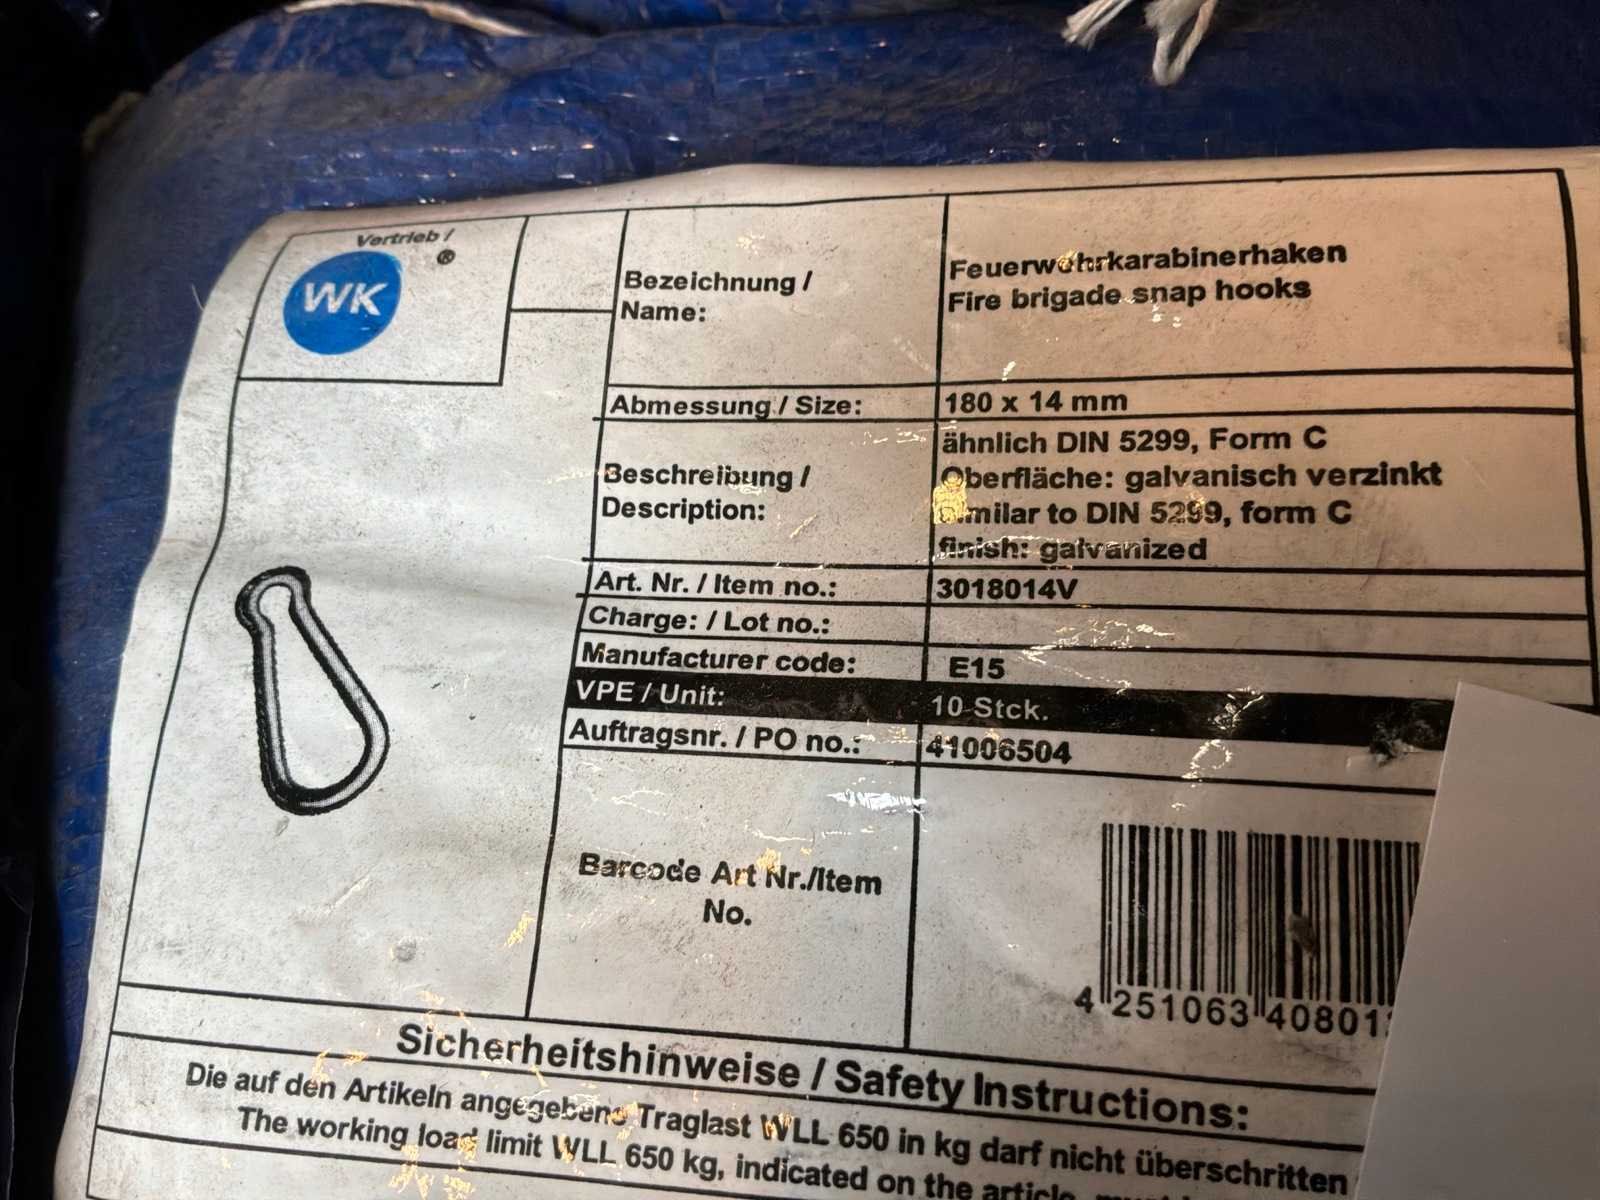 Vertrieb /
®
WK
Bezeichnung /
Name:
Feuerwehrkarabinerhaken
Fire brigade snap hooks
Abmessung / Size:
180 x 14 mm
Beschreibung /
Description:
ähnlich DIN 5299, Form C
Oberfläche: galvanisch verzinkt
similar to DIN 5299, form C
finish: galvanized
Art. Nr. / Item no.:
3018014V
Charge: / Lot no.:
Manufacturer code:
E15
VPE / Unit:
10 Stck.
Auftragsnr. / PO no.:
41006504
Barcode Art Nr./Item
No.
4 251063 40801
Sicherheitshinweise / Safety Instructions:
Die auf den Artikeln angegebene Traglast WLL 650 in kg darf nicht überschritten
The working load limit WLL 650 kg, indicated on the article